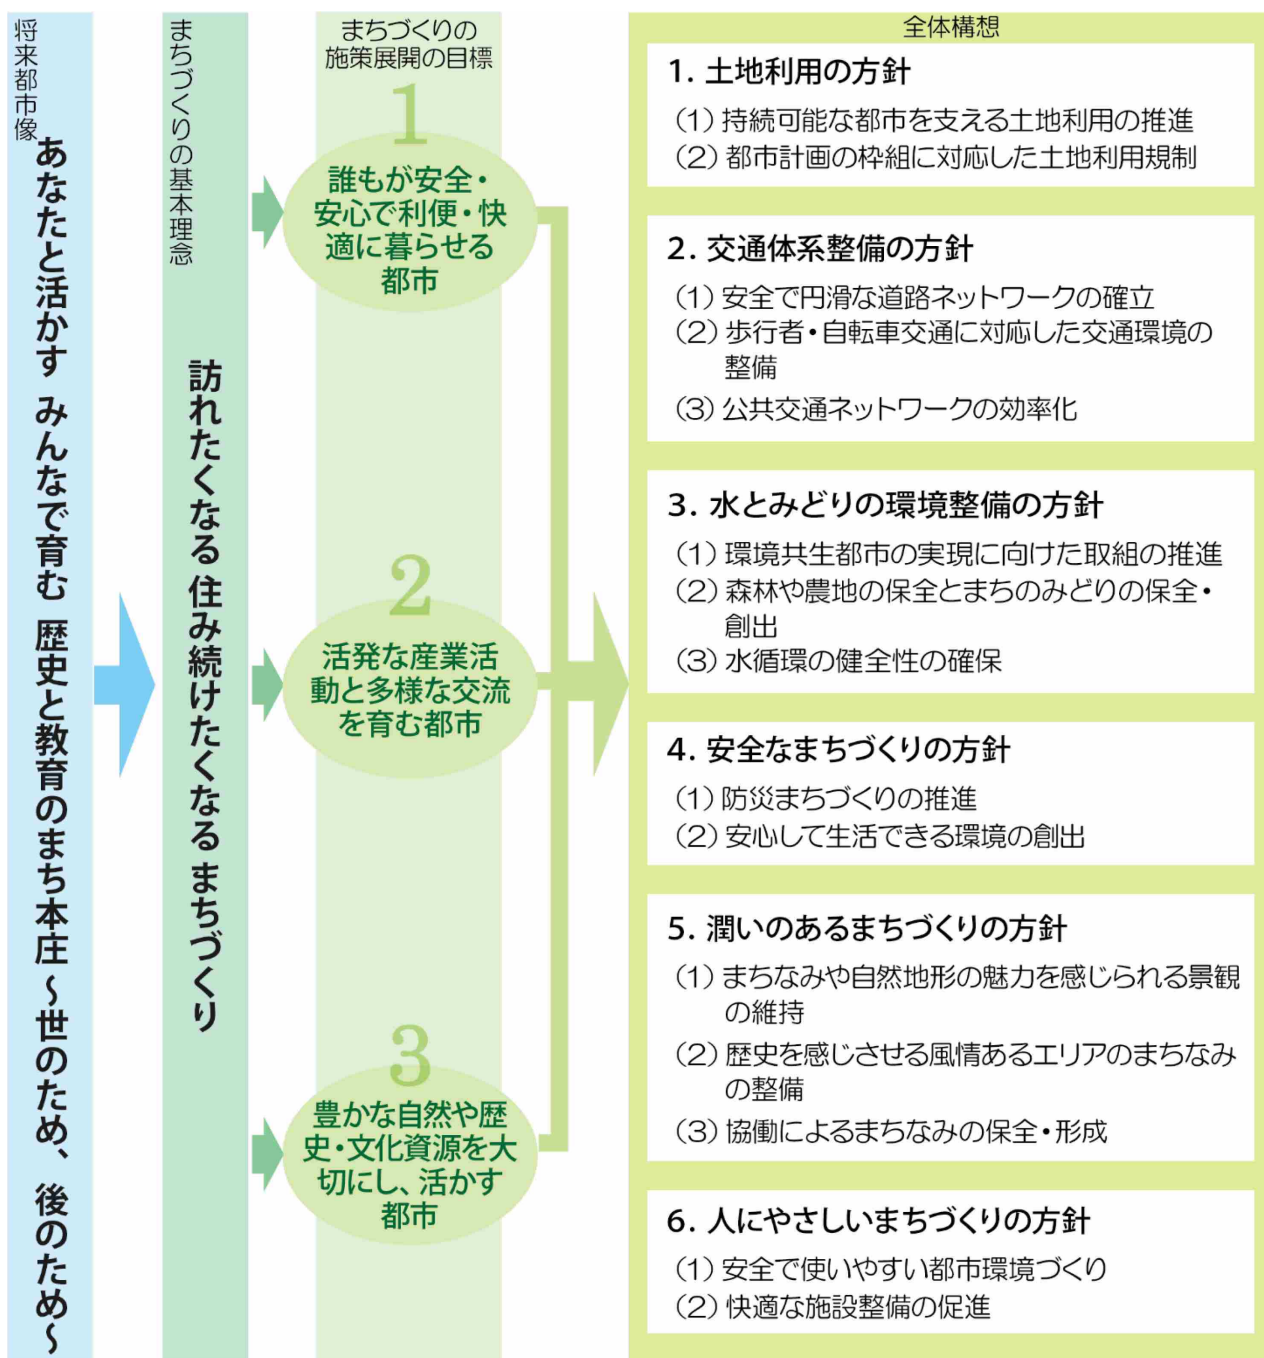 将来都市像
あなたと活かす みんなで育む 歴史と教育のまち本庄～世のため、後のため～
まちづくりの基本理念
訪れたくなる 住み続けたくなる まちづくり
まちづくりの
施策展開の目標
1
誰もが安全・
安心で利便・快
適に暮らせる
都市
2
活発な産業活
動と多様な交流
を育む都市
3
豊かな自然や歴
史・文化資源を大
切にし、活かす
都市
全体構想
1．土地利用の方針
（1）持続可能な都市を支える土地利用の推進
（2）都市計画の枠組に対応した土地利用規制
2．交通体系整備の方針
（1）安全で円滑な道路ネットワークの確立
（2）歩行者・自転車交通に対応した交通環境の
整備
（3）公共交通ネットワークの効率化
3．水とみどりの環境整備の方針
（1）環境共生都市の実現に向けた取組の推進
（2）森林や農地の保全とまちのみどりの保全・
創出
（3）水循環の健全性の確保
4．安全なまちづくりの方針
（1）防災まちづくりの推進
（2）安心して生活できる環境の創出
5．潤いのあるまちづくりの方針
（1）まちなみや自然地形の魅力を感じられる景観
の維持
（2）歴史を感じさせる風情あるエリアのまちなみ
の整備
（3）協働によるまちなみの保全・形成
6．人にやさしいまちづくりの方針
（1）安全で使いやすい都市環境づくり
（2）快適な施設整備の促進